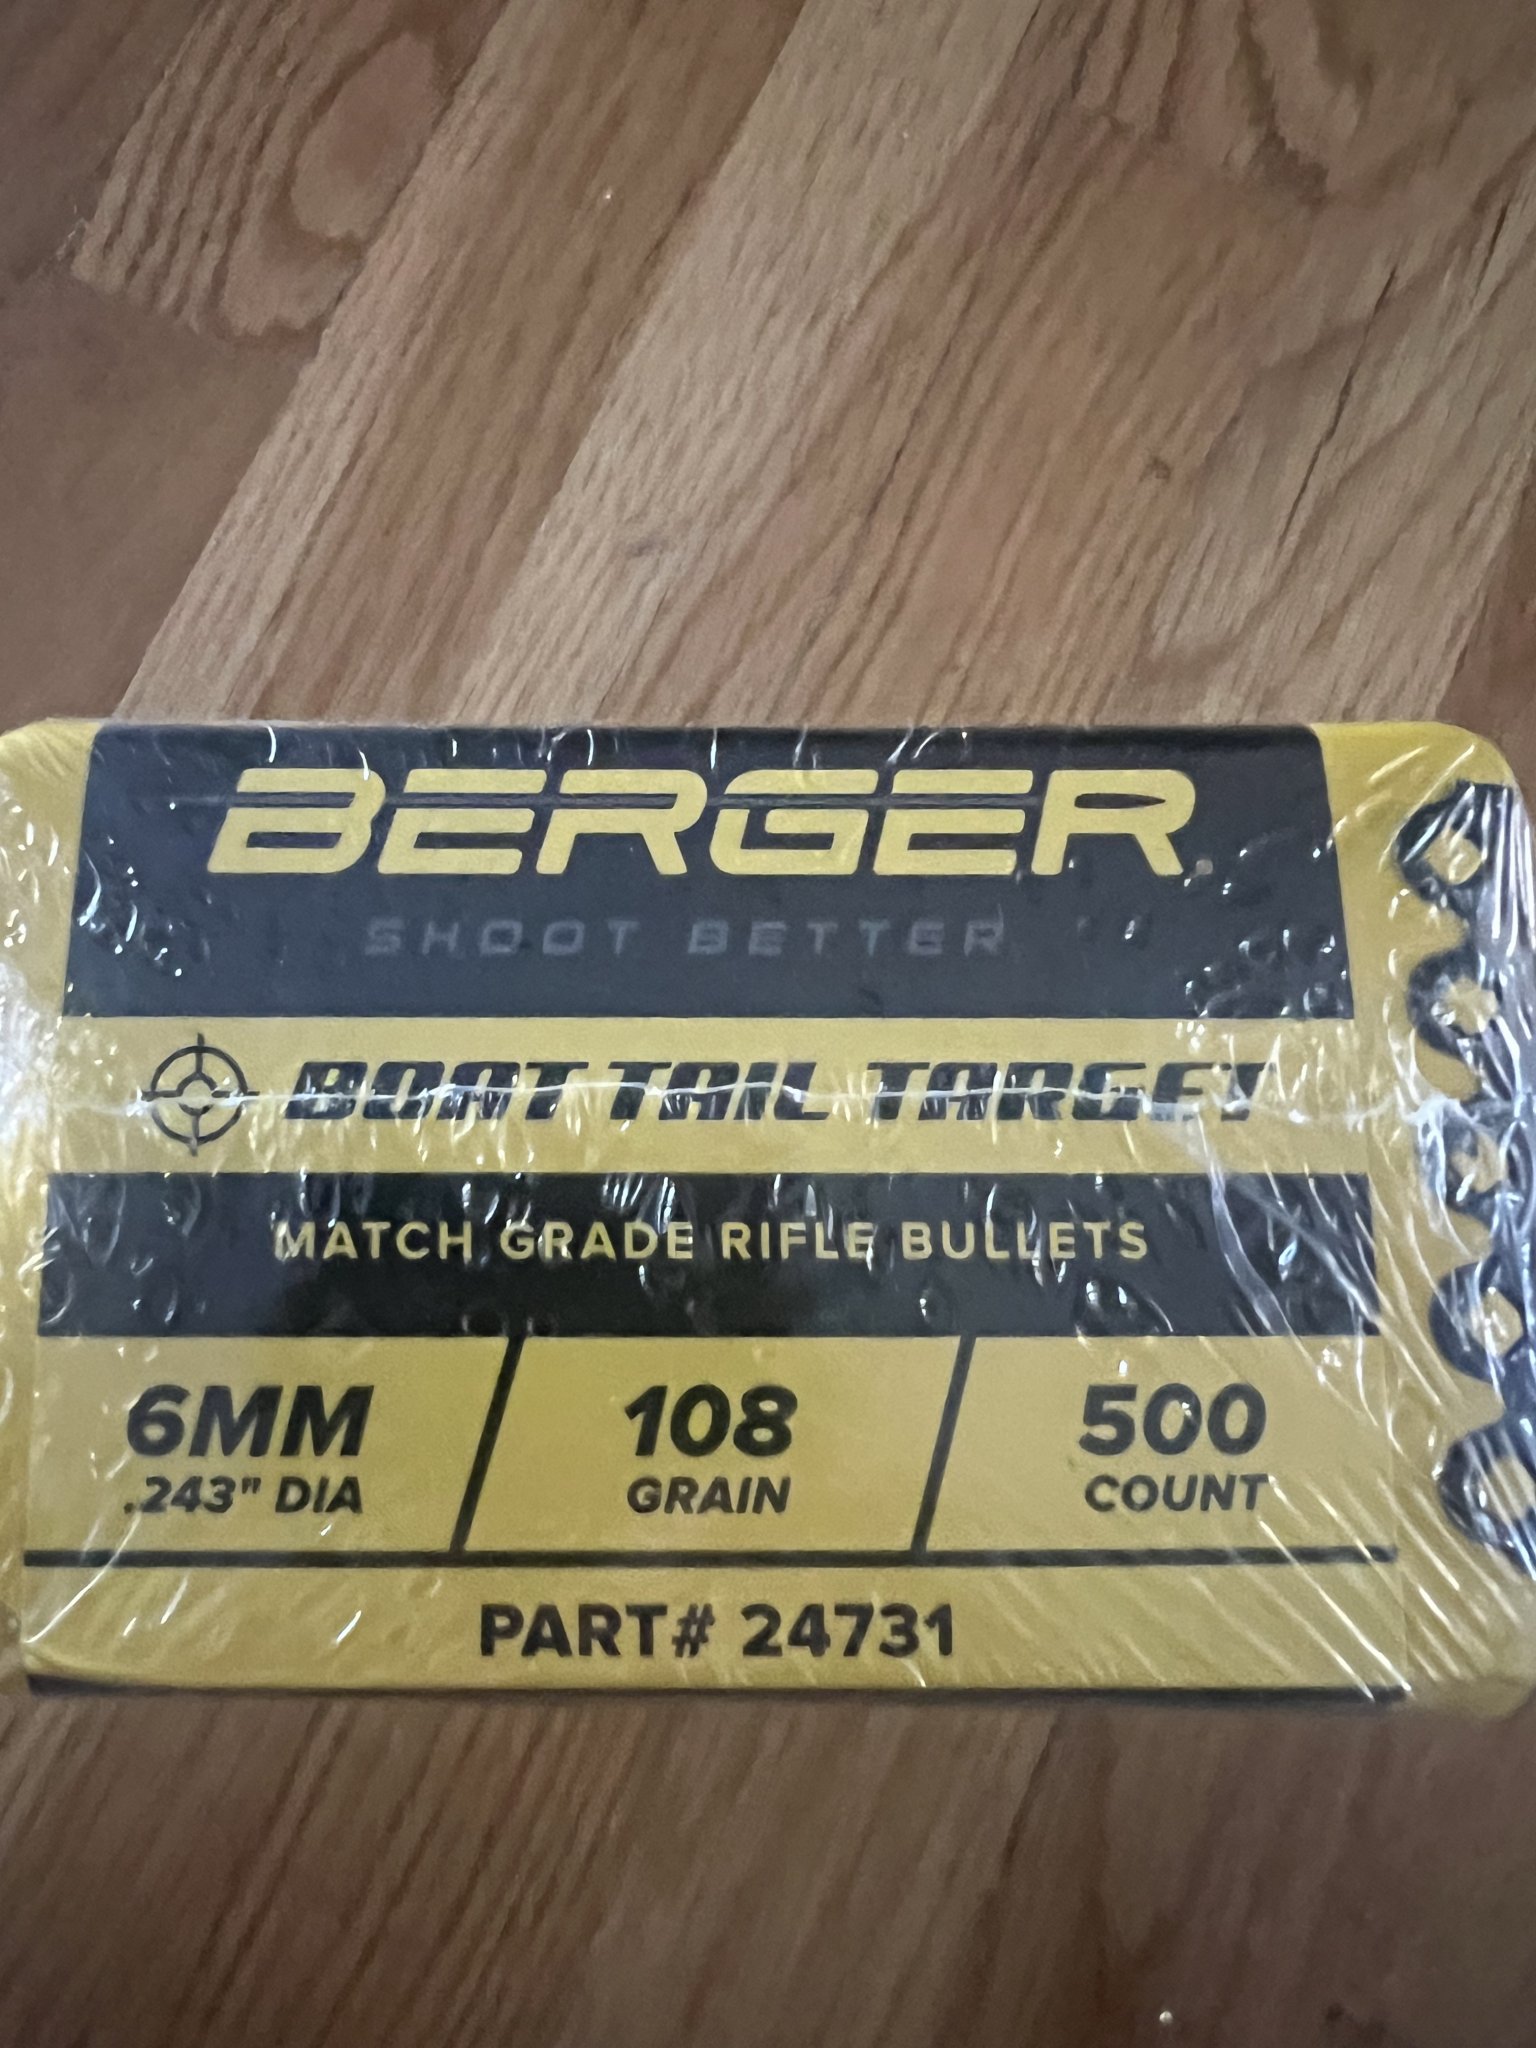 BERGER
SHOOT BETTER
BOAT TAIL TARGET
MATCH GRADE RIFLE BULLETS
6MM
.243" DIA
108
GRAIN
500
COUNT
PART# 24731